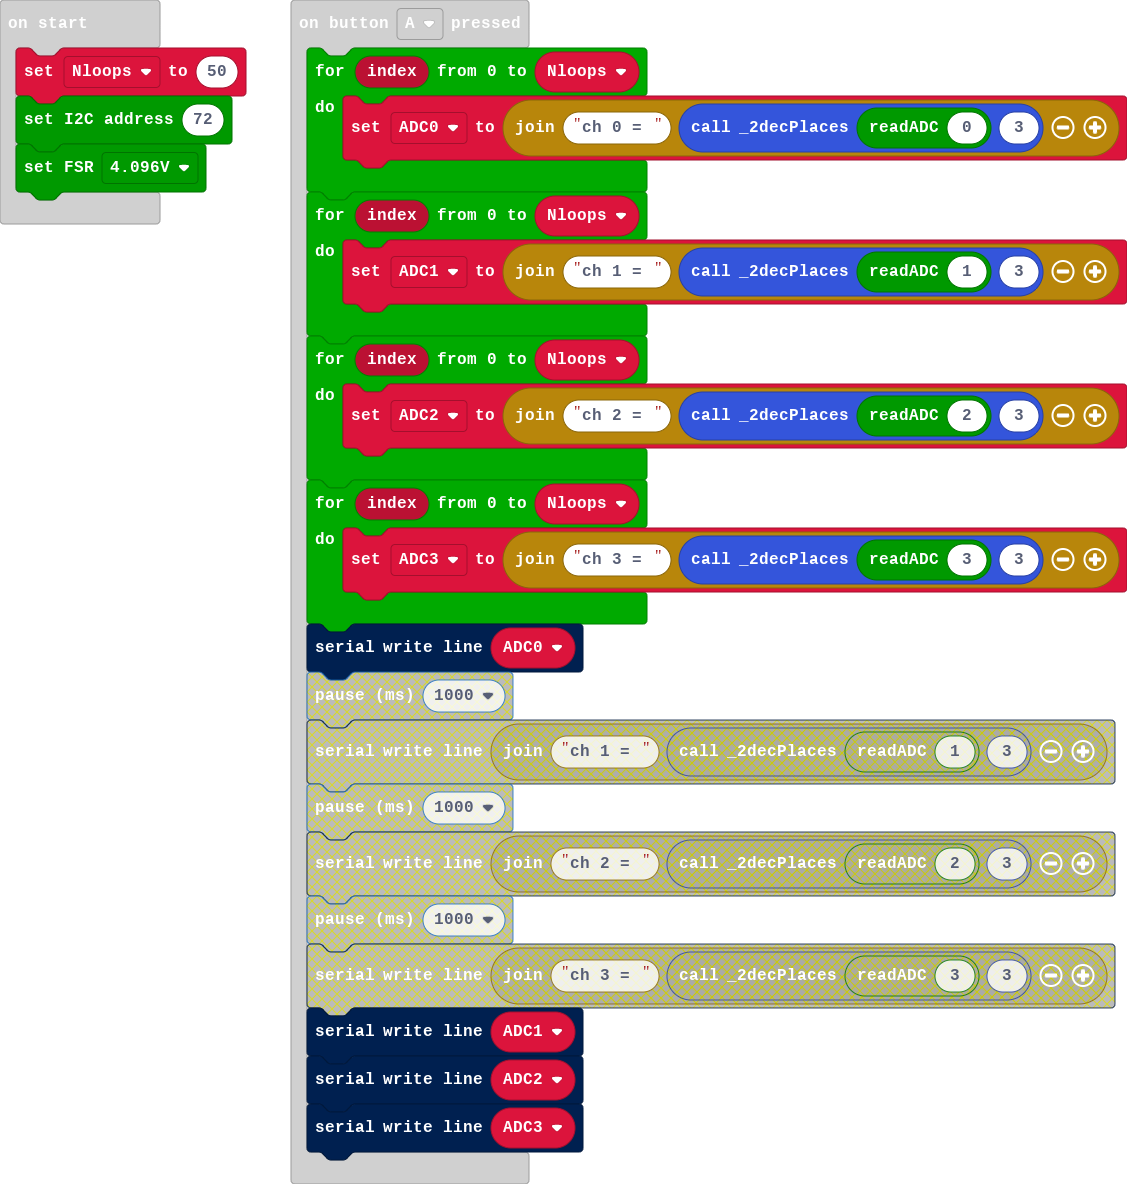 on start
set Nloops to 50
set I2C address 72
set FSR 4.096V
on button A pressed
for index from 0 to Nloops
do
set ADC0 to join "ch 0 = " call _2decPlaces readADC 0 3
for index from 0 to Nloops
do
set ADC1 to join "ch 1 = " call _2decPlaces readADC 1 3
for index from 0 to Nloops
do
set ADC2 to join "ch 2 = " call _2decPlaces readADC 2 3
for index from 0 to Nloops
do
set ADC3 to join "ch 3 = " call _2decPlaces readADC 3 3
serial write line ADC0
pause (ms) 1000
serial write line join "ch 1 = " call _2decPlaces readADC 1 3
pause (ms) 1000
serial write line join "ch 2 = " call _2decPlaces readADC 2 3
pause (ms) 1000
serial write line join "ch 3 = " call _2decPlaces readADC 3 3
serial write line ADC1
serial write line ADC2
serial write line ADC3